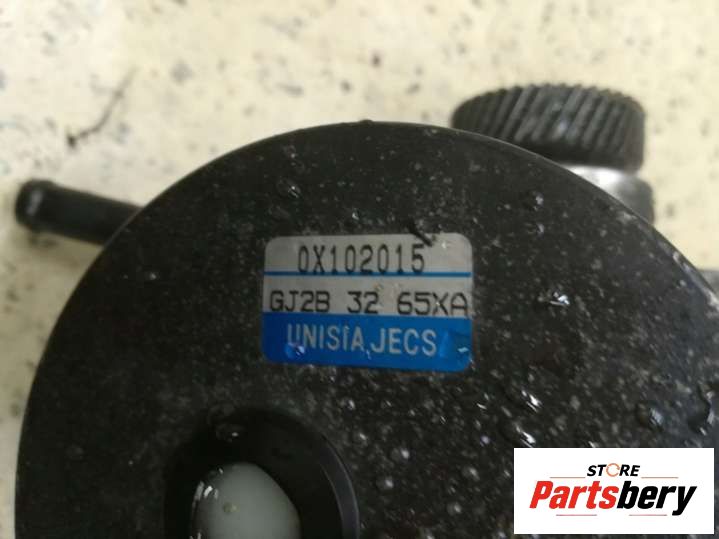 0X102015
GJ2B 32 65XA
UNISIA JECS
STORE
Partsbery